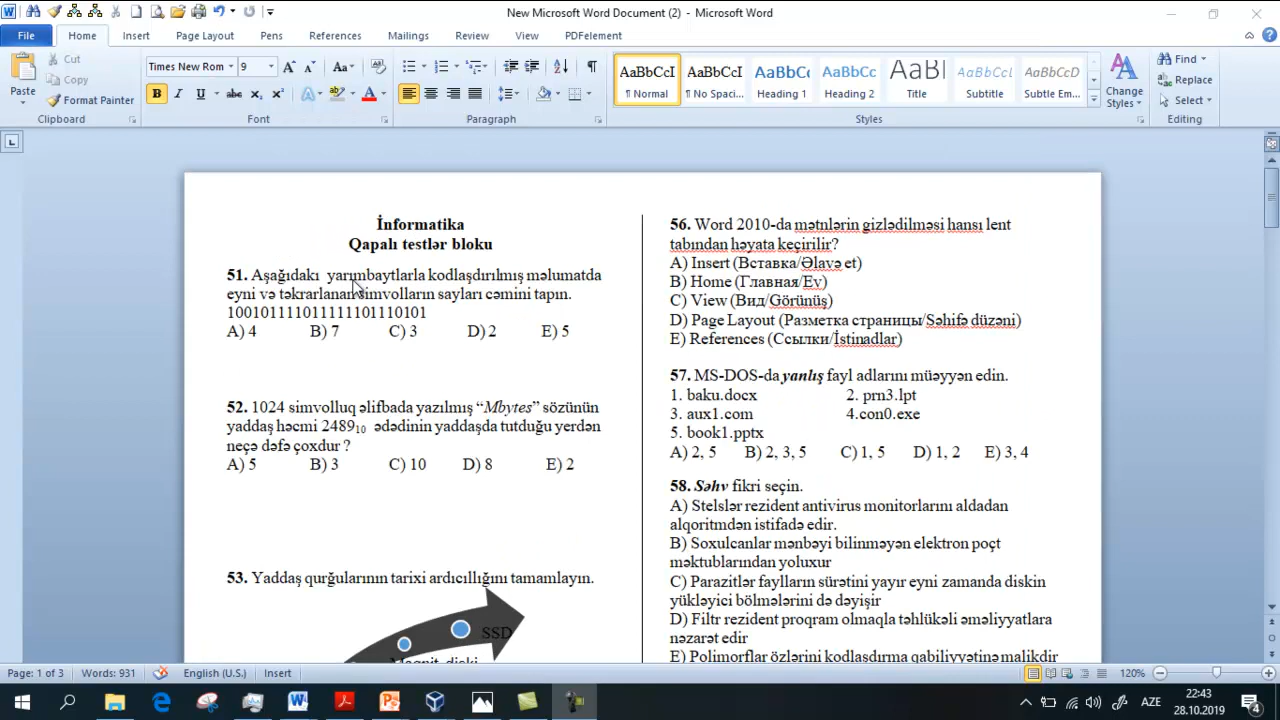 New Microsoft Word Document (2) - Microsoft Word
File Home Insert Page Layout Pens References Mailings Review View PDFelement
Paste
Cut
Copy
Format Painter
Clipboard
Times New Rom 9
Font
Paragraph
AaBbCcI AaBbCcI AaBbCc AaBbCc AaBl AaBbCcI AaBbCcI
¶ Normal ¶ No Spaci... Heading 1 Heading 2 Title Subtitle Subtle Em...
Change Styles
Styles
Find
Replace
Select
Editing
İnformatika
Qapalı testlər bloku
51. Aşağıdakı yarımbaytlarla kodlaşdırılmış məlumatda
eyni və təkrarlanan simvolların sayları cəmini tapın.
100101111011111101110101
A) 4 B) 7 C) 3 D) 2 E) 5
52. 1024 simvolluq əlifbada yazılmış “Mbytes” sözünün
yaddaş həcmi 2489₁₀ ədədinin yaddaşda tutduğu yerdən
neçə dəfə çoxdur ?
A) 5 B) 3 C) 10 D) 8 E) 2
53. Yaddaş qurğularının tarixi ardıcıllığını tamamlayın.
SSD
Maqnit diski
56. Word 2010-da mətnlərin gizlədilməsi hansı lent
tabından həyata keçirilir?
A) Insert (Вставка/Əlavə et)
B) Home (Главная/Ev)
C) View (Вид/Görünüş)
D) Page Layout (Разметка страницы/Səhifə düzəni)
E) References (Ссылки/İstinadlar)
57. MS-DOS-da yanlış fayl adlarını müəyyən edin.
1. baku.docx 2. prn3.lpt
3. aux1.com 4.con0.exe
5. book1.pptx
A) 2, 5 B) 2, 3, 5 C) 1, 5 D) 1, 2 E) 3, 4
58. Səhv fikri seçin.
A) Stelslər rezident antivirus monitorlarını aldadan
alqoritmdən istifadə edir.
B) Soxulcanlar mənbəyi bilinməyən elektron poçt
məktublarından yoluxur
C) Parazitlər faylların sürətini yayır eyni zamanda diskin
yükləyici bölmələrini də dəyişir
D) Filtr rezident proqram olmaqla təhlükəli əməliyyatlara
nəzarət edir
E) Polimorflar özlərini kodlaşdırma qabiliyyətinə malikdir
Page: 1 of 3 Words: 931 English (U.S.) Insert 120%
AZE 22:43
28.10.2019
4